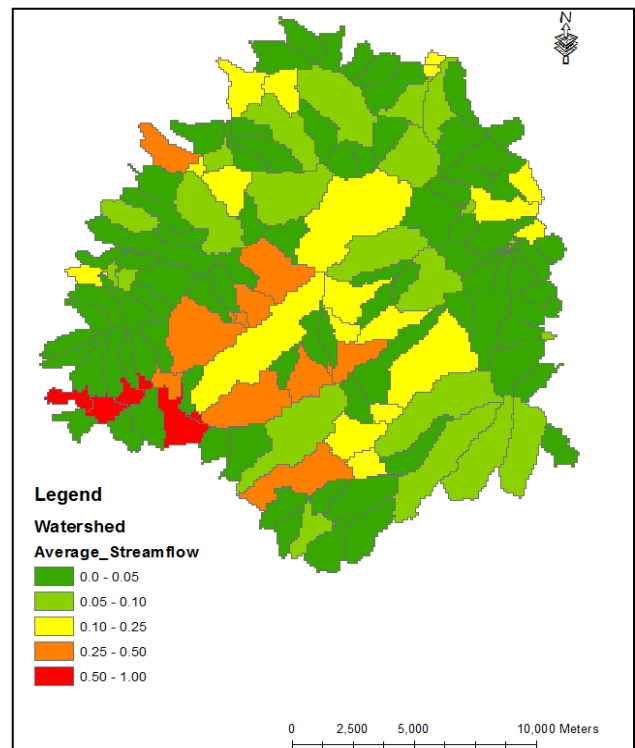 N
Legend
Watershed
Average_Streamflow
0.0 - 0.05
0.05 - 0.10
0.10 - 0.25
0.25 - 0.50
0.50 - 1.00
0 2,500 5,000 10,000 Meters